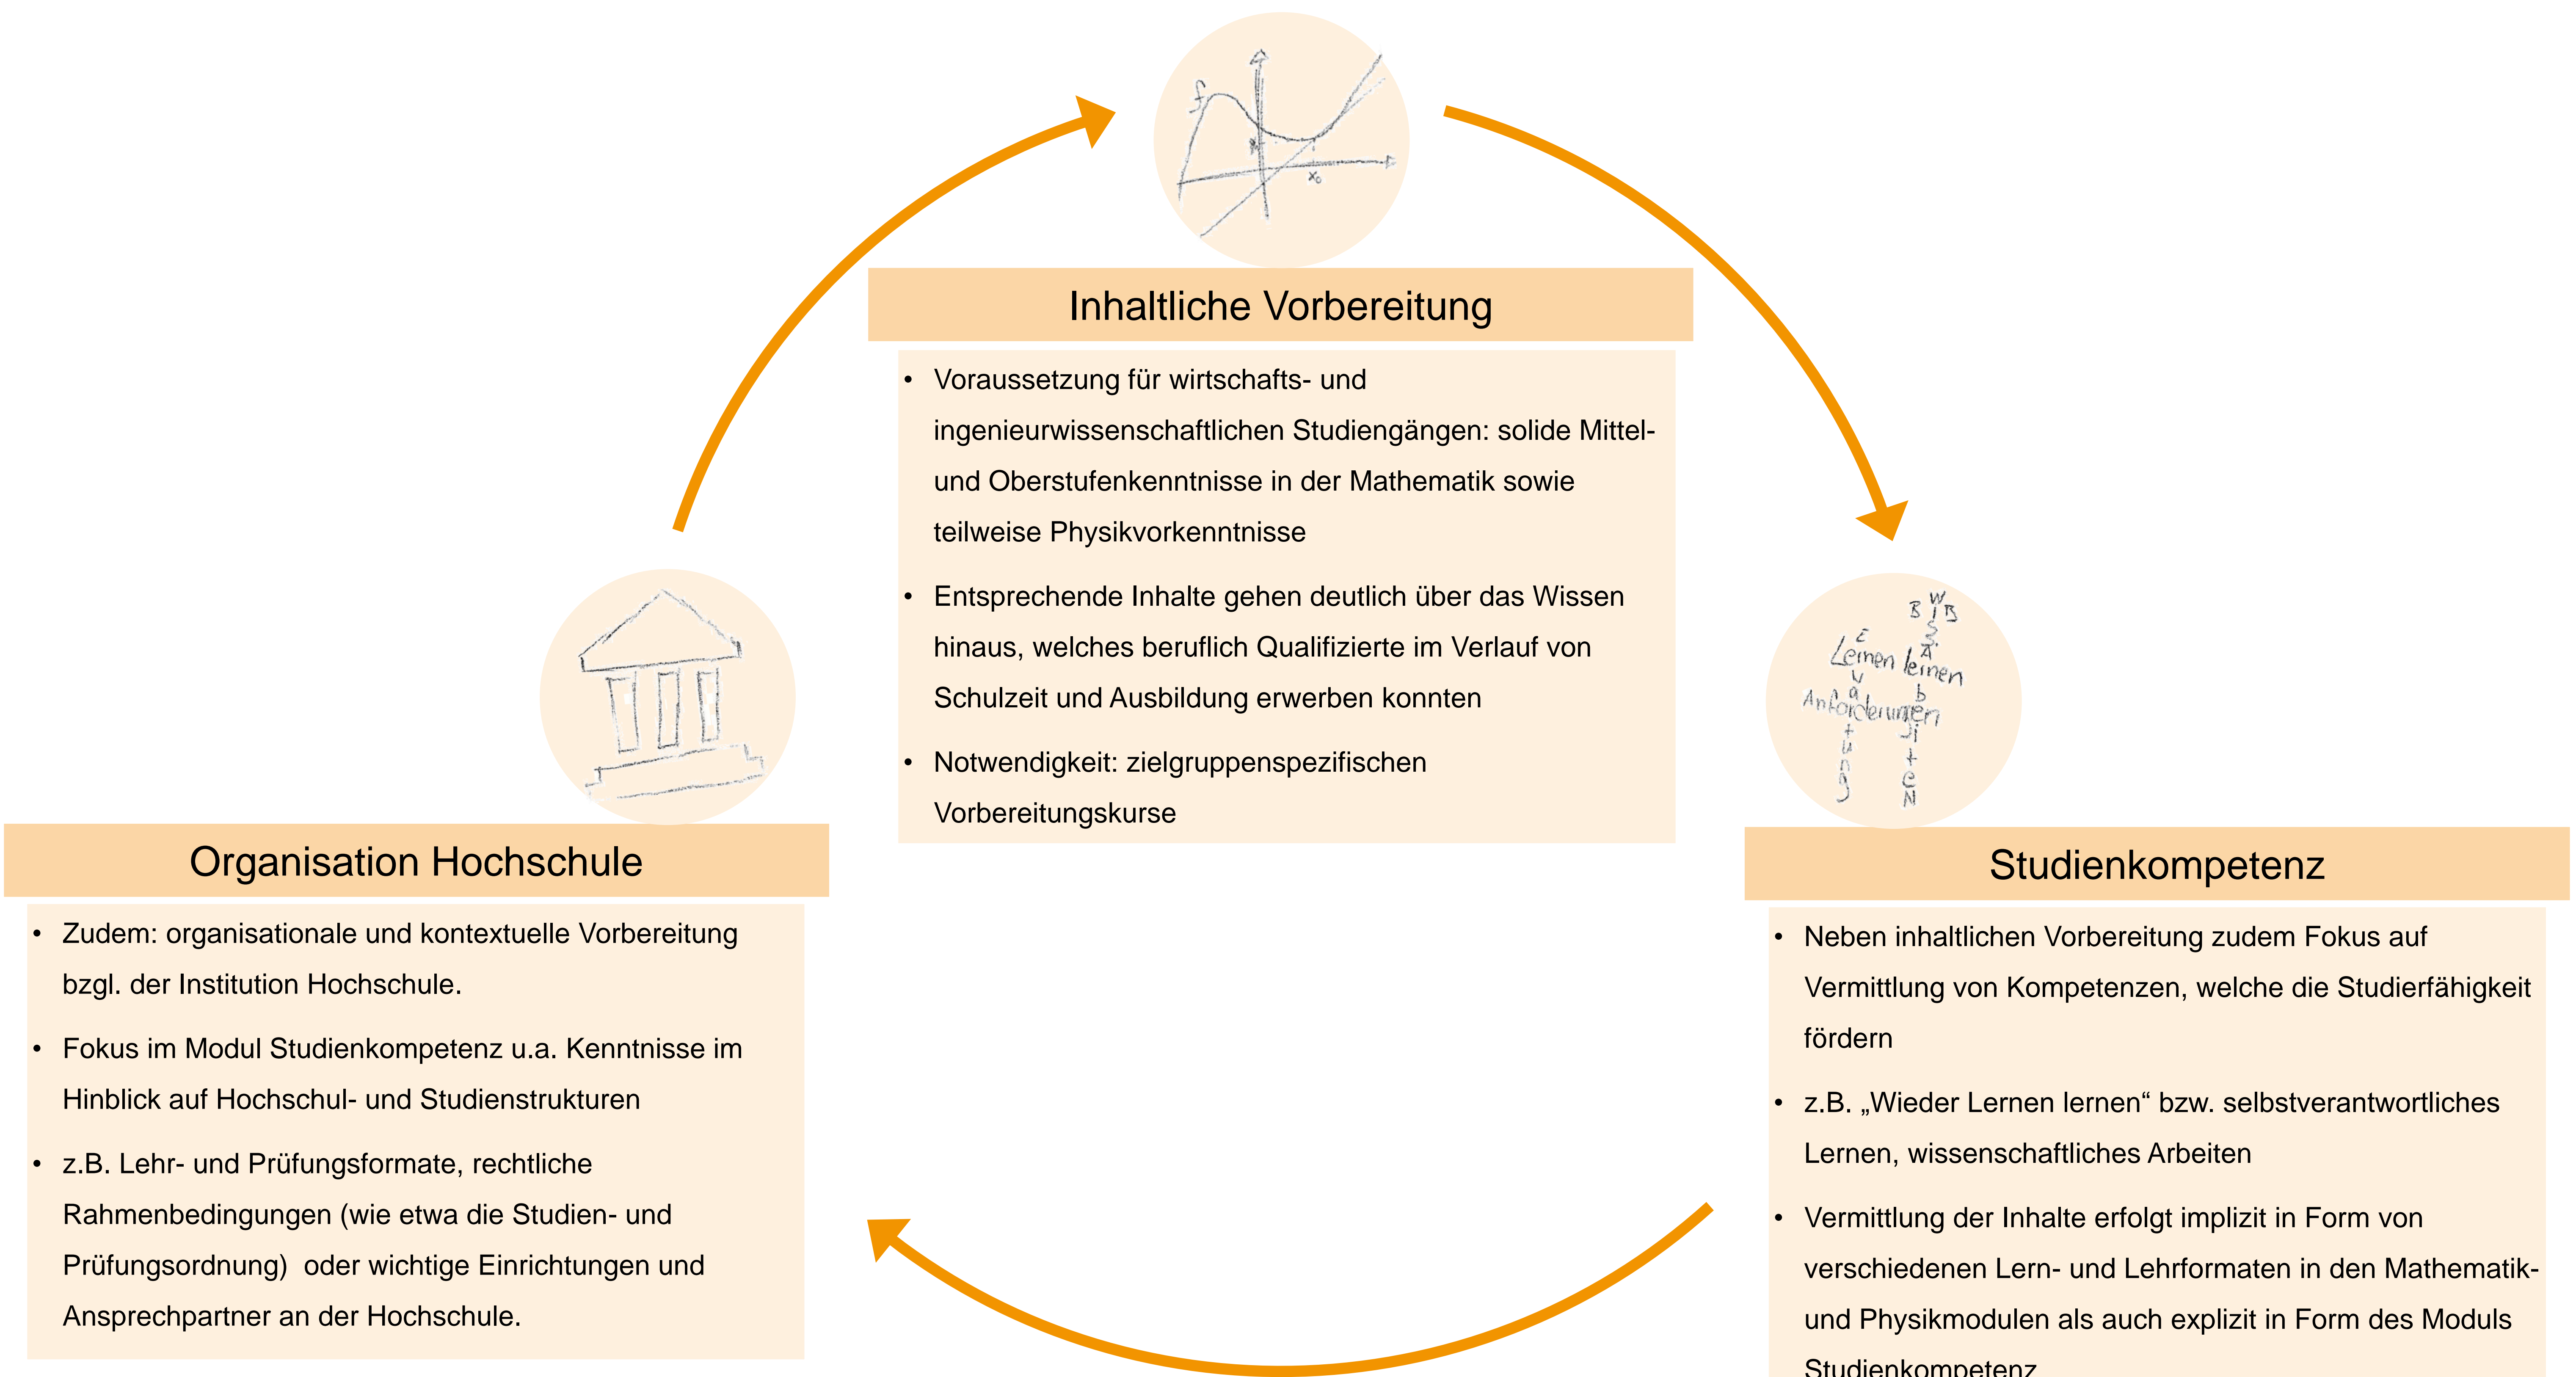 f
x₀
Inhaltliche Vorbereitung
• Voraussetzung für wirtschafts- und
ingenieurwissenschaftlichen Studiengängen: solide Mittel-
und Oberstufenkenntnisse in der Mathematik sowie
teilweise Physikvorkenntnisse
• Entsprechende Inhalte gehen deutlich über das Wissen
hinaus, welches beruflich Qualifizierte im Verlauf von
Schulzeit und Ausbildung erwerben konnten
• Notwendigkeit: zielgruppenspezifischen
Vorbereitungskurse
Organisation Hochschule
• Zudem: organisationale und kontextuelle Vorbereitung
bzgl. der Institution Hochschule.
• Fokus im Modul Studienkompetenz u.a. Kenntnisse im
Hinblick auf Hochschul- und Studienstrukturen
• z.B. Lehr- und Prüfungsformate, rechtliche
Rahmenbedingungen (wie etwa die Studien- und
Prüfungsordnung)  oder wichtige Einrichtungen und
Ansprechpartner an der Hochschule.
Lernen lernen
Anforderungen
Studienkompetenz
• Neben inhaltlichen Vorbereitung zudem Fokus auf
Vermittlung von Kompetenzen, welche die Studierfähigkeit
fördern
• z.B. „Wieder Lernen lernen“ bzw. selbstverantwortliches
Lernen, wissenschaftliches Arbeiten
• Vermittlung der Inhalte erfolgt implizit in Form von
verschiedenen Lern- und Lehrformaten in den Mathematik-
und Physikmodulen als auch explizit in Form des Moduls
Studienkompetenz